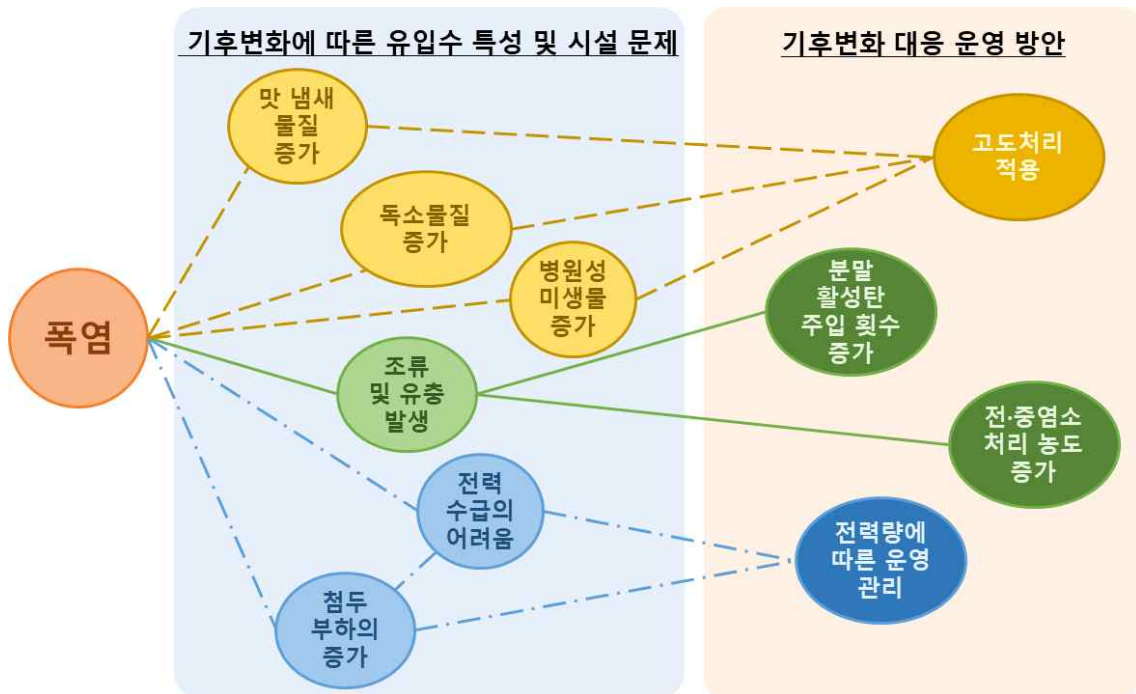 기후변화에 따른 유입수 특성 및 시설 문제
기후변화 대응 운영 방안
폭염
맛 냄새
물질
증가
독소물질
증가
병원성
미생물
증가
조류
및 유충
발생
전력
수급의
어려움
첨두
부하의
증가
고도처리
적용
분말
활성탄
주입 횟수
증가
전·중염소
처리 농도
증가
전력량에
따른 운영
관리